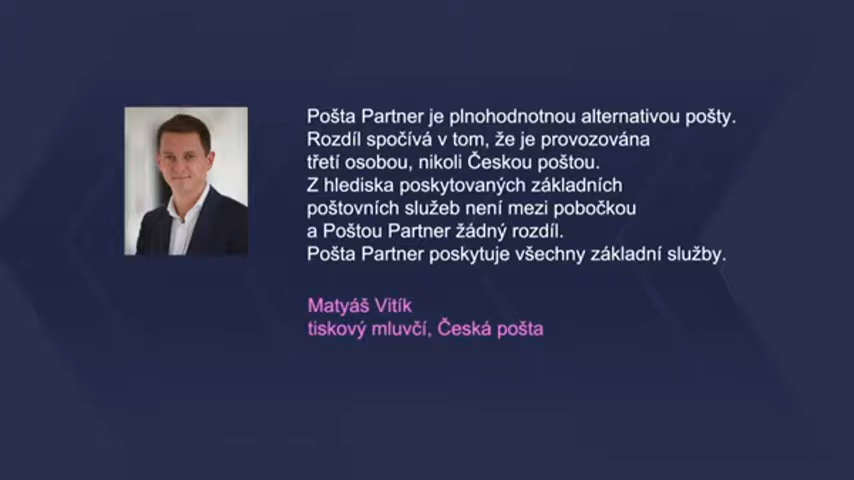 Pošta Partner je plnohodnotnou alternativou pošty.
Rozdíl spočívá v tom, že je provozována
třetí osobou, nikoli Českou poštou.
Z hlediska poskytovaných základních
poštovních služeb není mezi pobočkou
a Poštou Partner žádný rozdíl.
Pošta Partner poskytuje všechny základní služby.
Matyáš Vitík
tiskový mluvčí, Česká pošta